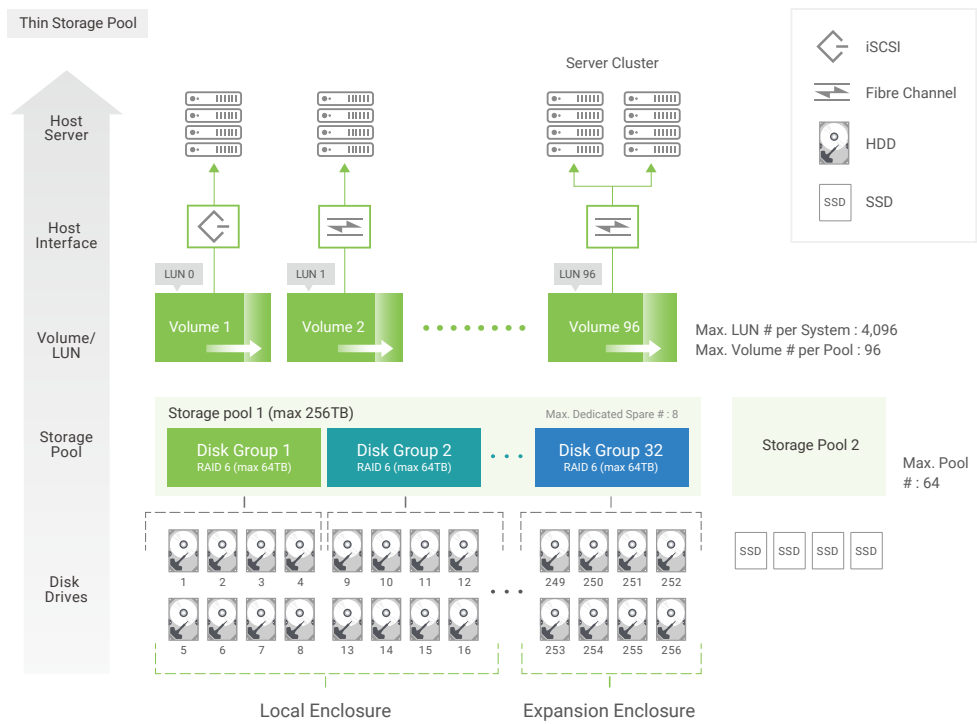 Thin Storage Pool
iSCSI
Fibre Channel
HDD
SSD SSD
Server Cluster
Host
Server
Host
Interface
LUN 0
LUN 1
LUN 96
Volume 1
Volume 2
Volume 96
Volume/
LUN
Max. LUN # per System : 4,096
Max. Volume # per Pool : 96
Storage
Pool
Storage pool 1 (max 256TB)
Max. Dedicated Spare # : 8
Disk Group 1
RAID 6 (max 64TB)
Disk Group 2
RAID 6 (max 64TB)
Disk Group 32
RAID 6 (max 64TB)
Storage Pool 2
Max. Pool
# : 64
Disk
Drives
1 2 3 4 9 10 11 12 249 250 251 252
SSD SSD SSD SSD
5 6 7 8 13 14 15 16 253 254 255 256
Local Enclosure
Expansion Enclosure